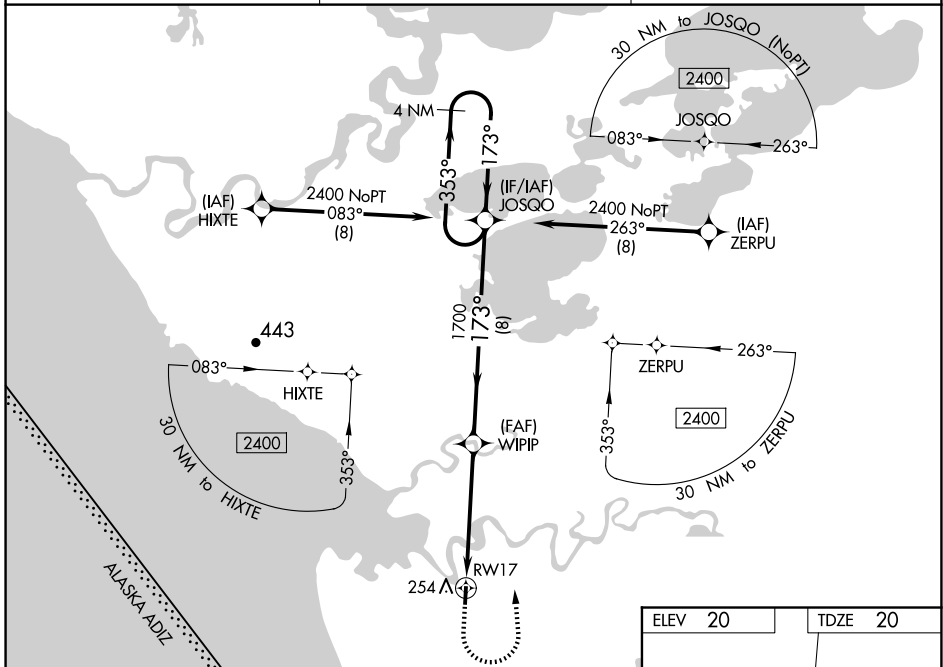 30 NM to JOSQO (NoPT)
2400
JOSQO
083°
263°
4 NM
353°
173°
(IF/IAF)
JOSQO
(IAF)
HIXTE
2400 NoPT
083°
(8)
2400 NoPT
263°
(8)
(IAF)
ZERPU
1700
173°
(8)
443
083°
HIXTE
2400
353°
30 NM to HIXTE
ZERPU
263°
2400
353°
30 NM to ZERPU
(FAF)
WIPIP
ALASKA ADIZ
254
RW17
ELEV 20
TDZE 20